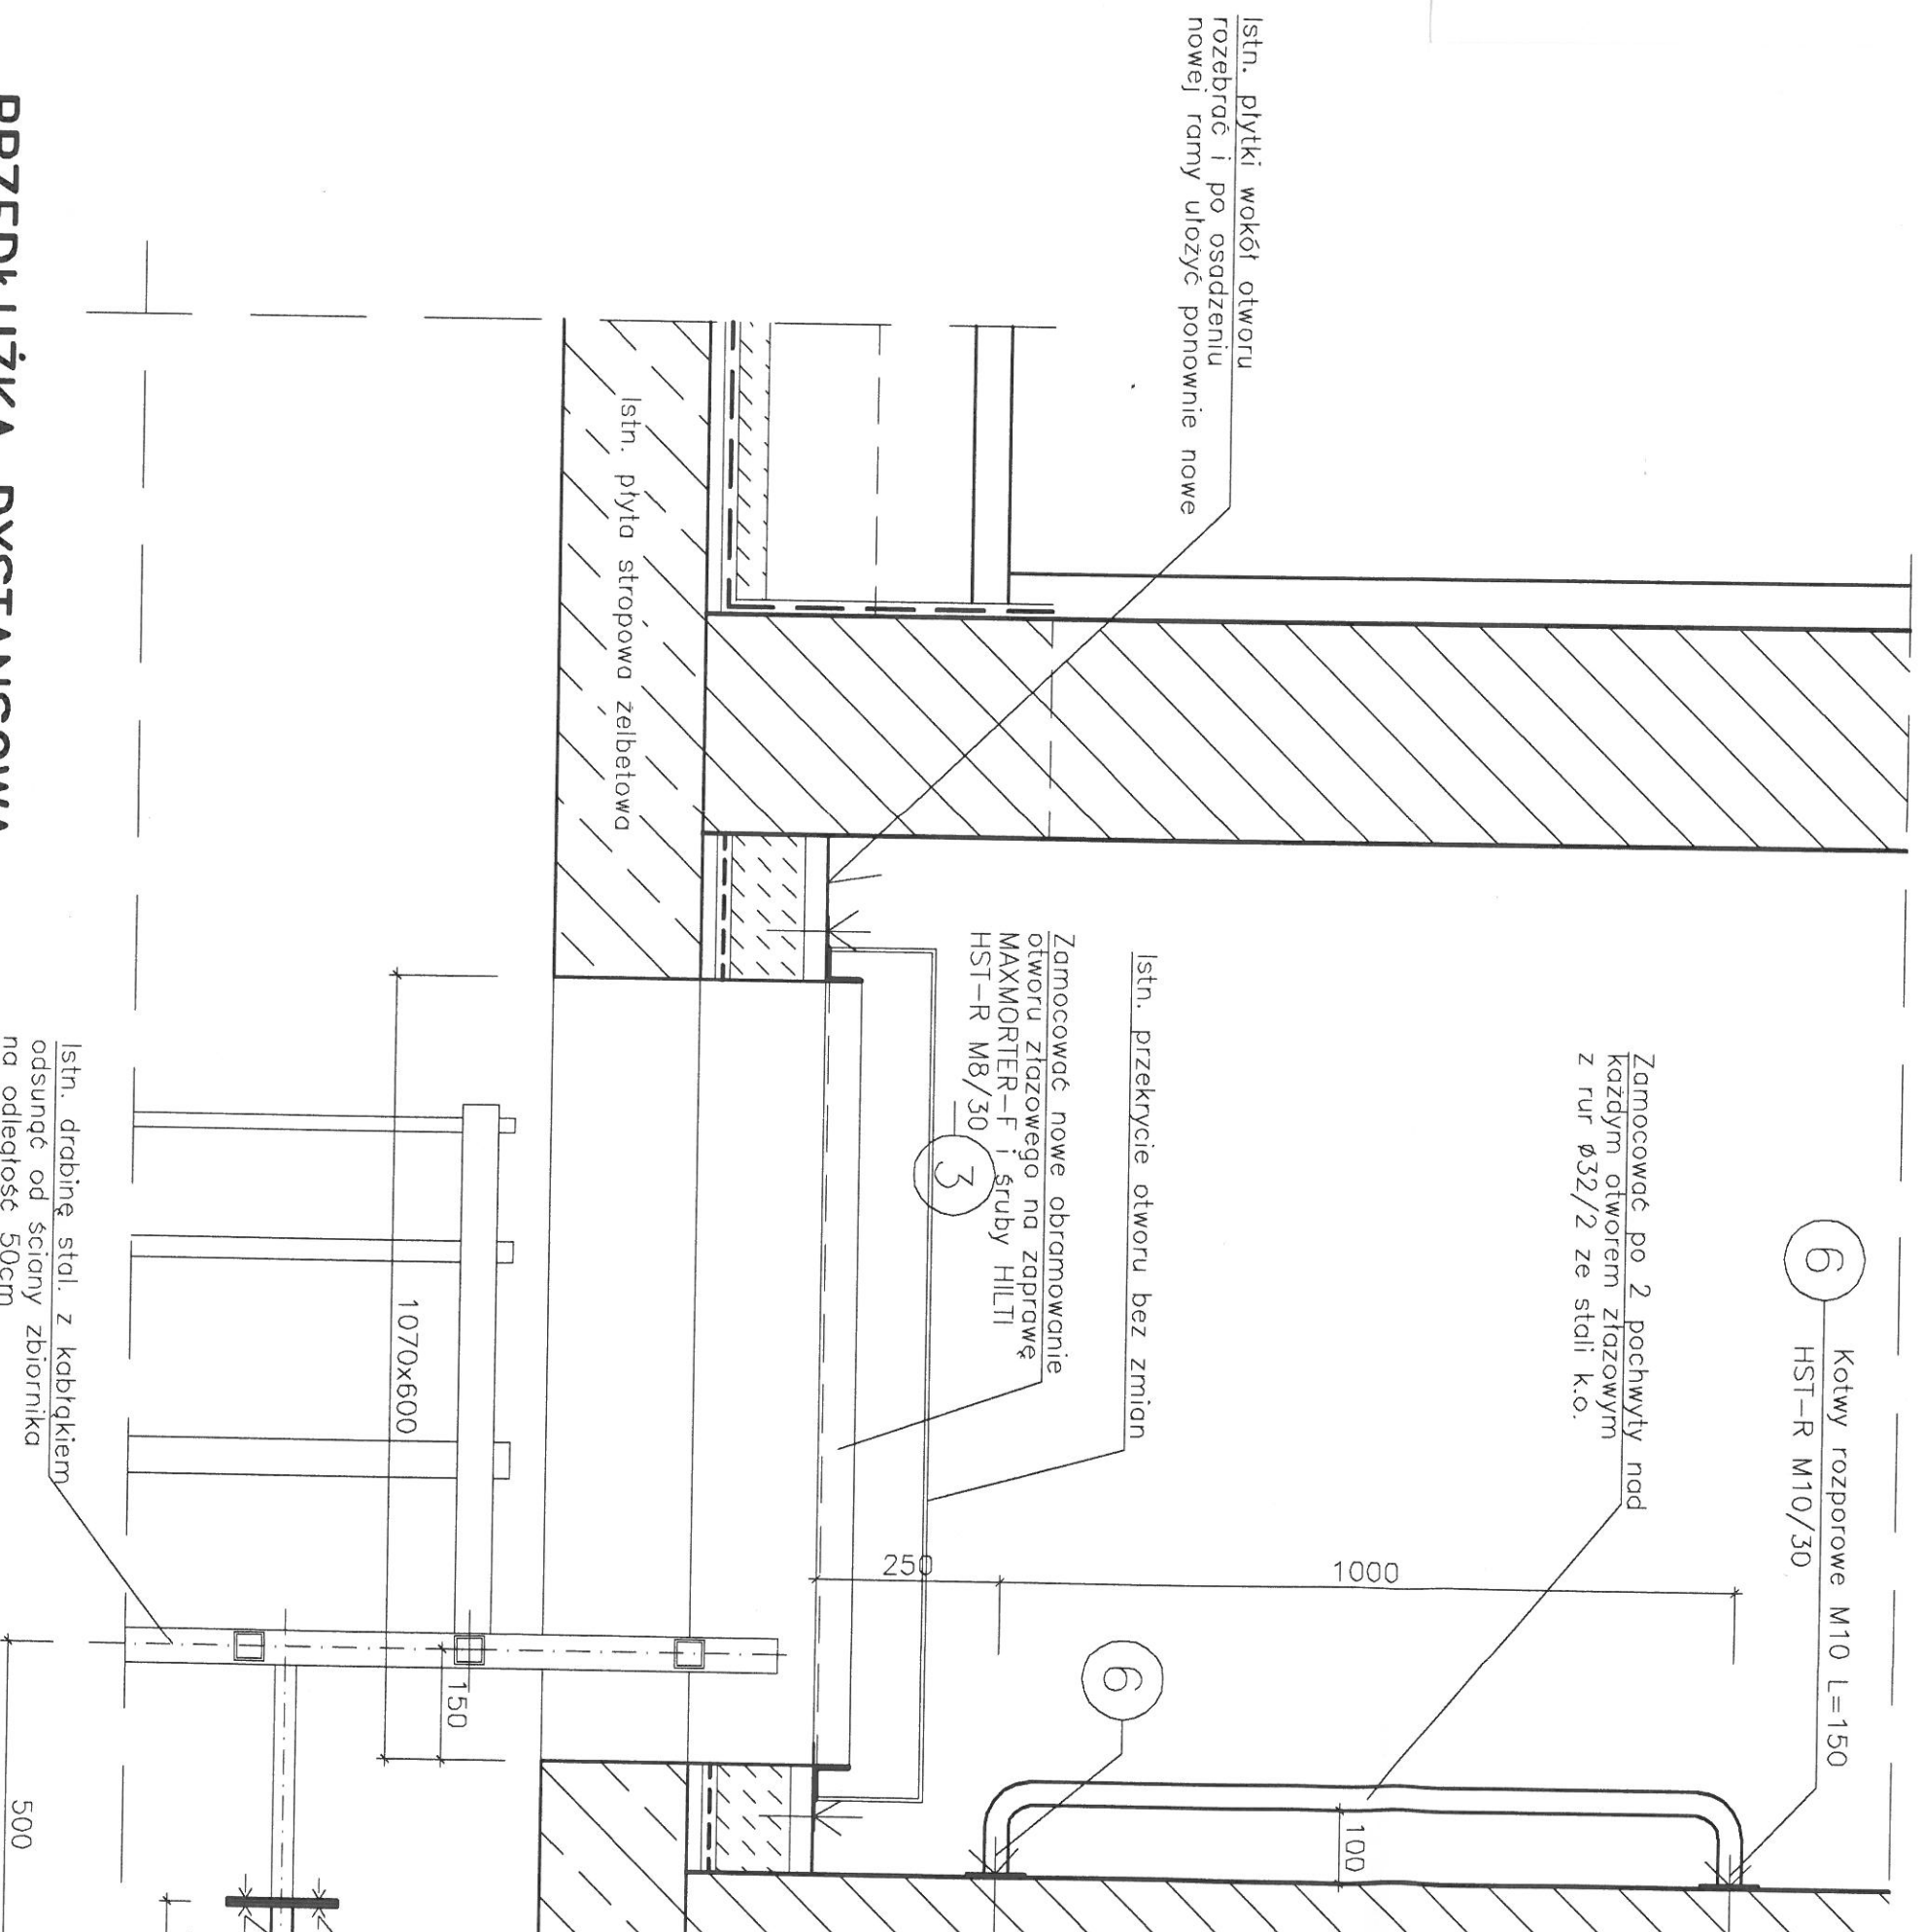 6
Kotwy rozporowe M10 L=150
HST-R M10/30
Zamocować po 2 pochwyty nad
każdym otworem złazowym
z rur ø32/2 ze stali k.o.
Istn. płytki wokół otworu
rozebrać i po osadzeniu
nowej ramy ułożyć ponownie nowe
Istn. przekrycie otworu bez zmian
Zamocować nowe obramowanie
otworu złazowego na zaprawę
MAXMORTER-F i śruby HILTI
HST-R M8/30
3
1000
250
6
100
Istn. płyta stropowa żelbetowa
1070x600
150
Istn. drabinę stal. z kabłąkiem
odsunąć od ściany zbiornika
na odległość 50cm
500